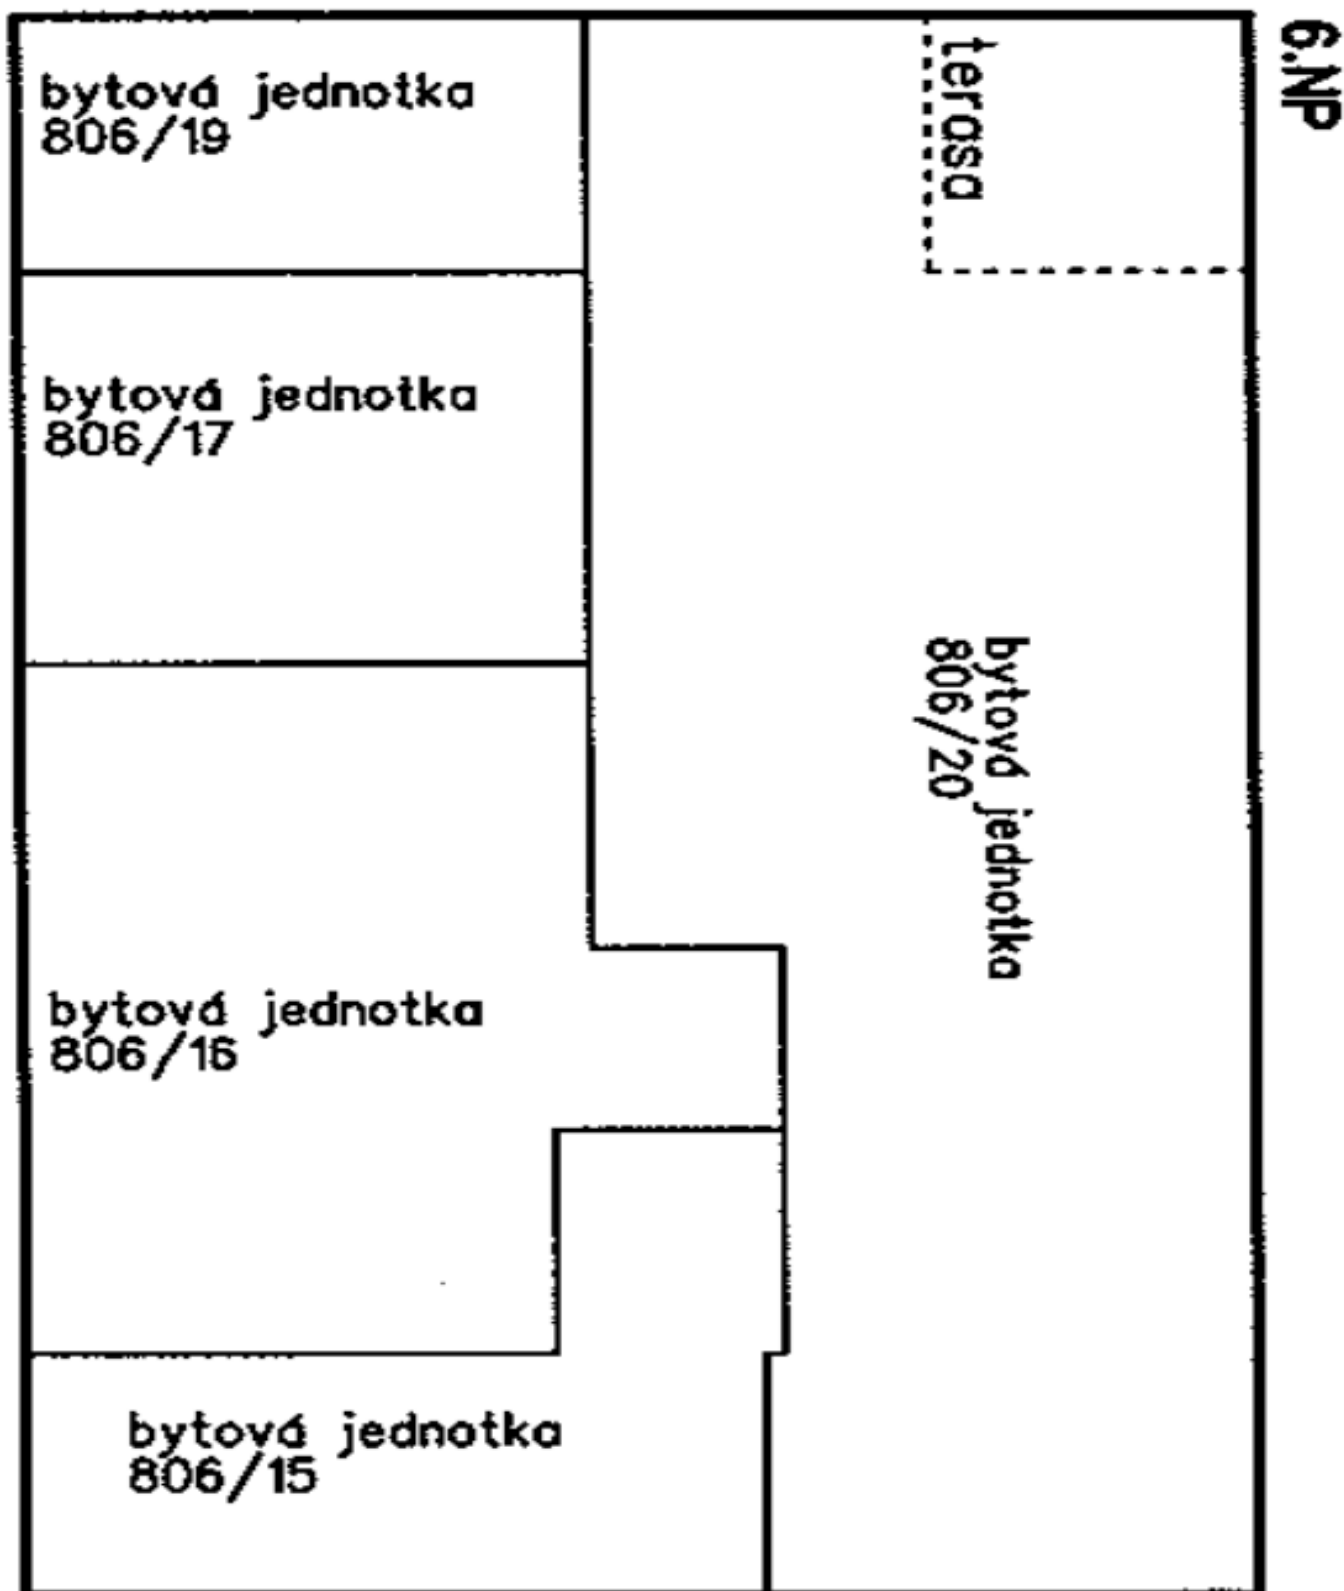 6.NP
terasa
bytová jednotka
806/19
bytová jednotka
806/17
bytová jednotka
806/20
bytová jednotka
806/16
bytová jednotka
806/15